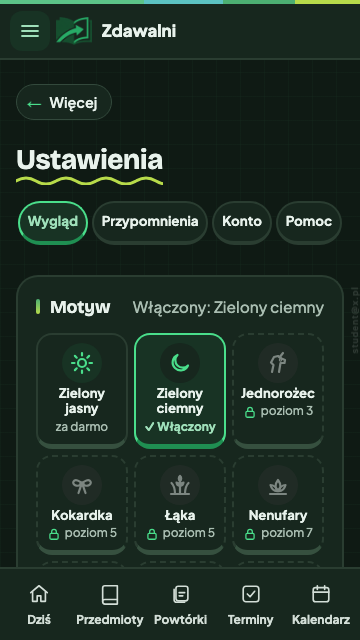 Zdawalni
← Więcej
Ustawienia
Wygląd Przypomnienia Konto Pomoc
Motyw Włączony: Zielony ciemny
Zielony jasny
za darmo
Zielony ciemny
✓ Włączony
Jednorożec
poziom 3
Kokardka
poziom 5
Łąka
poziom 5
Nenufary
poziom 7
Dziś Przedmioty Powtórki Terminy Kalendarz